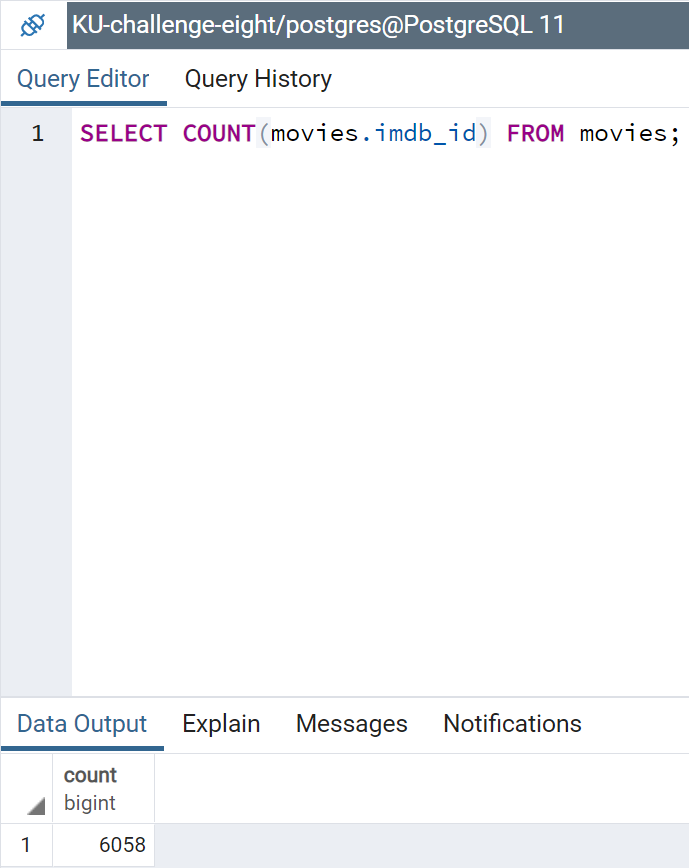 KU-challenge-eight/postgres@PostgreSQL 11
Query Editor Query History
1 SELECT COUNT(movies.imdb_id) FROM movies;
Data Output Explain Messages Notifications
count
bigint
1 6058